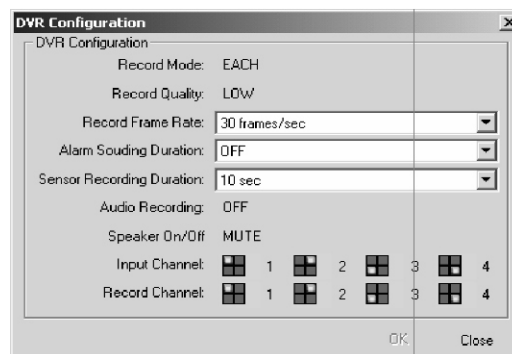 DVR Configuration
DVR Configuration
Record Mode: EACH
Record Quality: LOW
Record Frame Rate: 30 frames/sec
Alarm Souding Duration: OFF
Sensor Recording Duration: 10 sec
Audio Recording: OFF
Speaker On/Off MUTE
Input Channel: 1 2 3 4
Record Channel: 1 2 3 4
OK Close